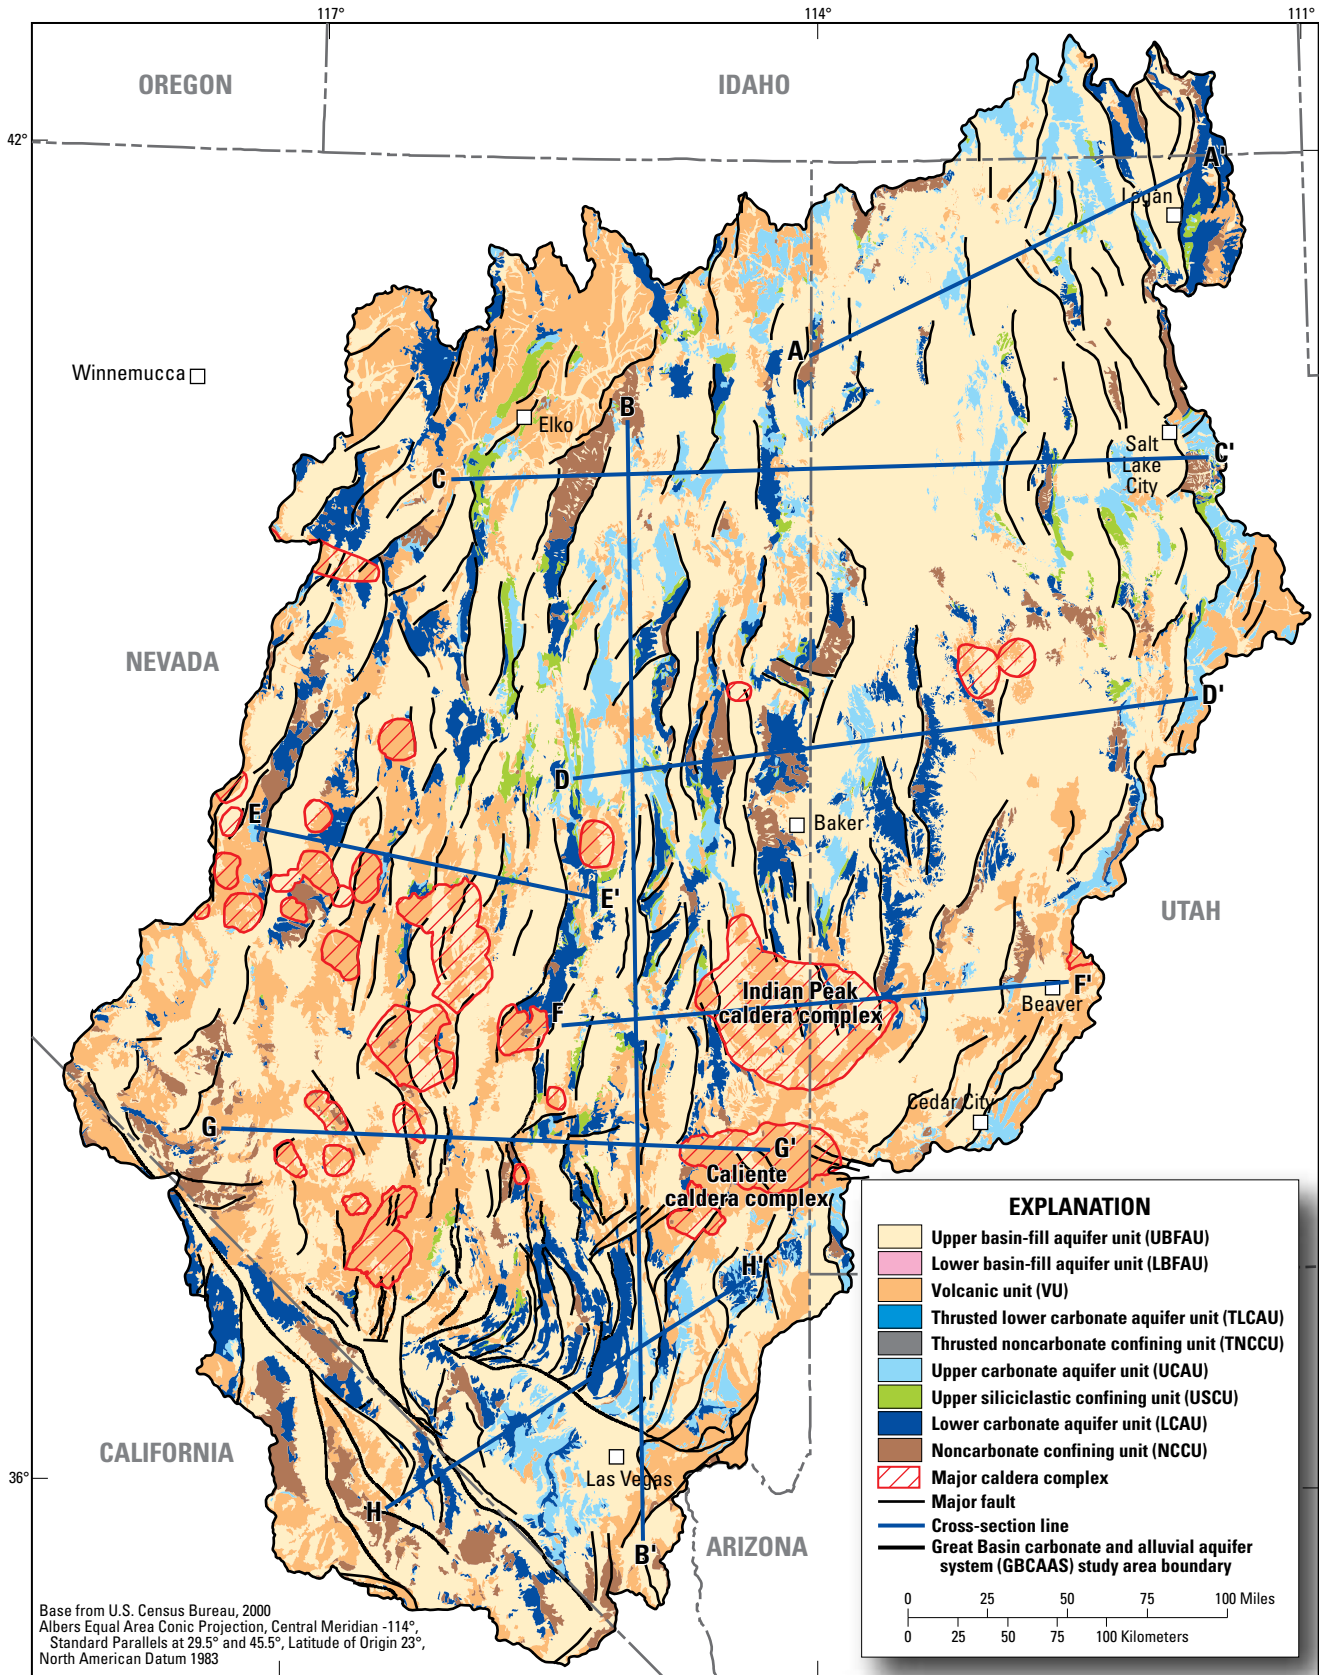 117°
114°
111°
OREGON
IDAHO
42°
A'
Logan
Winnemucca
A
B
Elko
Salt
Lake
City
C'
C
NEVADA
D'
D
E
Baker
E'
UTAH
Indian Peak
caldera complex
F'
Beaver
F
Cedar City
G
G'
Caliente
caldera complex
H'
CALIFORNIA
36°
Las Vegas
H
B'
ARIZONA
EXPLANATION
Upper basin-fill aquifer unit (UBFAU)
Lower basin-fill aquifer unit (LBFAU)
Volcanic unit (VU)
Thrusted lower carbonate aquifer unit (TLCAU)
Thrusted noncarbonate confining unit (TNCCU)
Upper carbonate aquifer unit (UCAU)
Upper siliciclastic confining unit (USCU)
Lower carbonate aquifer unit (LCAU)
Noncarbonate confining unit (NCCU)
Major caldera complex
Major fault
Cross-section line
Great Basin carbonate and alluvial aquifer
system (GBCAAS) study area boundary
0 25 50 75 100 Miles
0 25 50 75 100 Kilometers
Base from U.S. Census Bureau, 2000
Albers Equal Area Conic Projection, Central Meridian -114°,
Standard Parallels at 29.5° and 45.5°, Latitude of Origin 23°,
North American Datum 1983